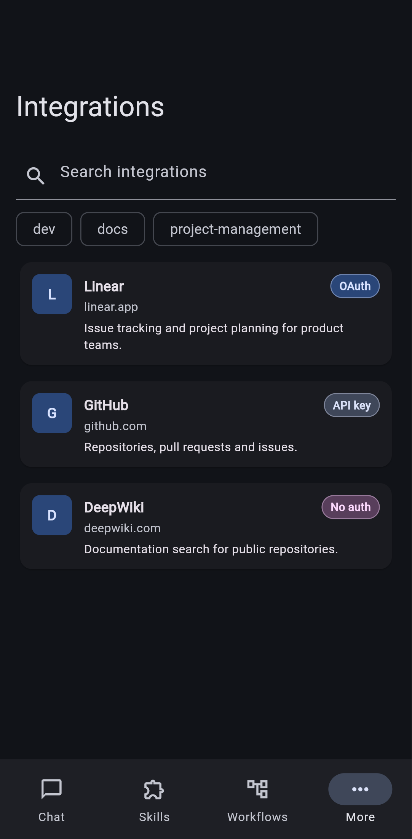 Integrations
Search integrations
dev docs project-management
L Linear OAuth
linear.app
Issue tracking and project planning for product
teams.
G GitHub API key
github.com
Repositories, pull requests and issues.
D DeepWiki No auth
deepwiki.com
Documentation search for public repositories.
Chat Skills Workflows More